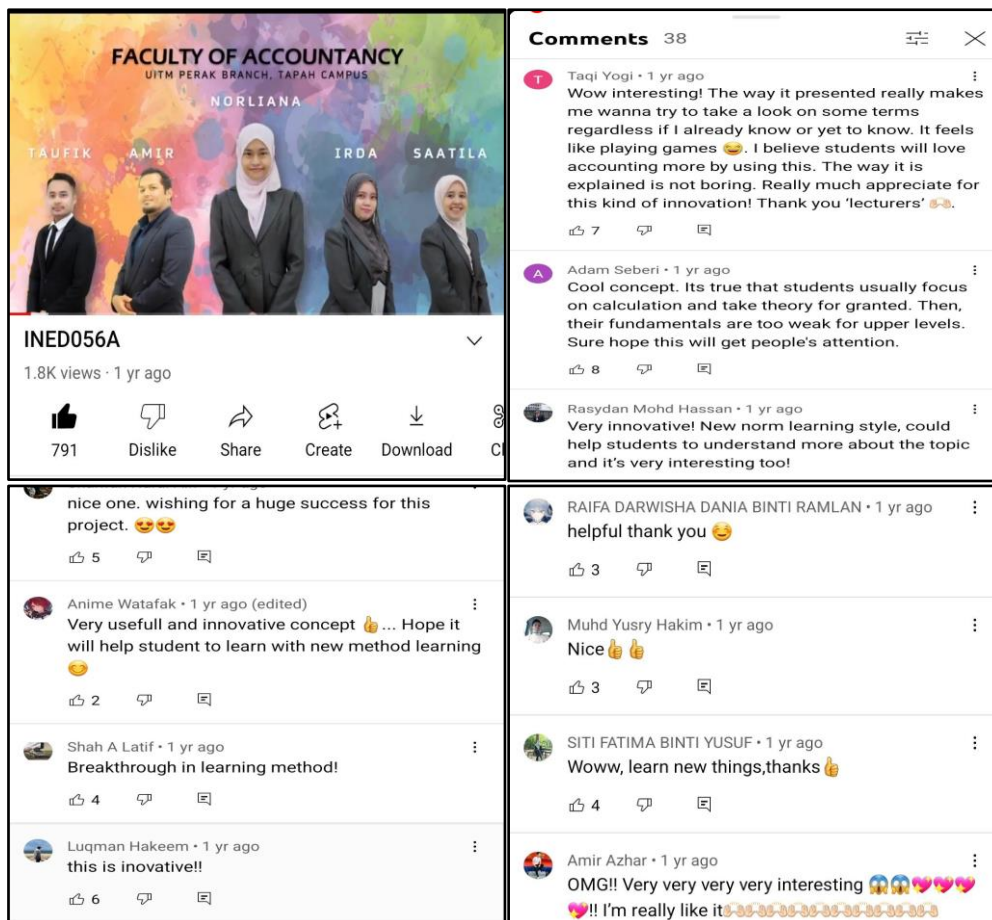 FACULTY OF ACCOUNTANCY
UITM PERAK BRANCH, TAPAH CAMPUS
NORLIANA
TAUFIK AMIR IRDA SAATILA
INED056A
1.8K views · 1 yr ago
791 Dislike Share Create Download
Comments 38
T
Taqi Yogi • 1 yr ago
Wow interesting! The way it presented really makes
me wanna try to take a look on some terms
regardless if I already know or yet to know. It feels
like playing games 😂. I believe students will love
accounting more by using this. The way it is
explained is not boring. Really much appreciate for
this kind of innovation! Thank you 'lecturers' 🙌🏻.
7
A
Adam Seberi • 1 yr ago
Cool concept. Its true that students usually focus
on calculation and take theory for granted. Then,
their fundamentals are too weak for upper levels.
Sure hope this will get people's attention.
8
Rasydan Mohd Hassan • 1 yr ago
Very innovative! New norm learning style, could
help students to understand more about the topic
and it's very interesting too!
nice one. wishing for a huge success for this
project. 😍😍
5
Anime Watafak • 1 yr ago (edited)
Very usefull and innovative concept 👍... Hope it
will help student to learn with new method learning
😊
2
Shah A Latif • 1 yr ago
Breakthrough in learning method!
4
Luqman Hakeem • 1 yr ago
this is inovative!!
6
RAIFA DARWISHA DANIA BINTI RAMLAN • 1 yr ago
helpful thank you ☺️
3
Muhd Yusry Hakim • 1 yr ago
Nice👍👍
3
SITI FATIMA BINTI YUSUF • 1 yr ago
Woww, learn new things,thanks👍
4
Amir Azhar • 1 yr ago
OMG!! Very very very very interesting 😱😱💖💖💖
💖!! I'm really like it🙌🏻🙌🏻🙌🏻🙌🏻🙌🏻🙌🏻🙌🏻🙌🏻🙌🏻🙌🏻